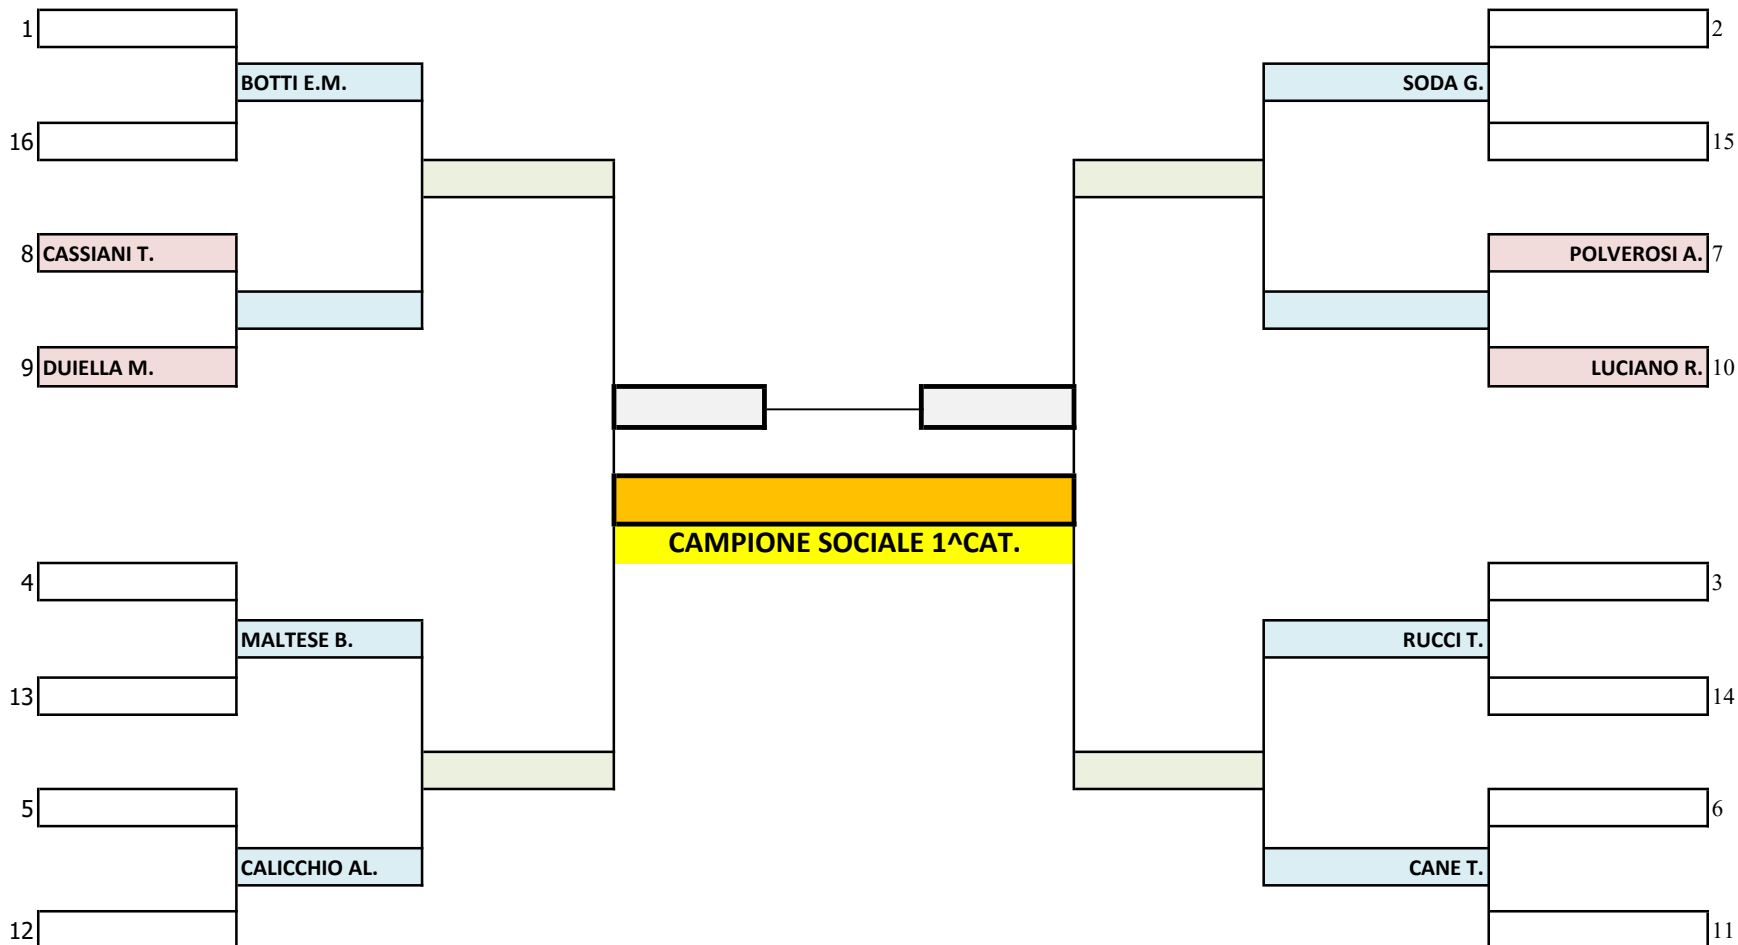 1
2
BOTTI E.M.
SODA G.
16
15
8 CASSIANI T.
POLVEROSI A. 7
9 DUIELLA M.
LUCIANO R. 10
CAMPIONE SOCIALE 1^CAT.
4
3
MALTESE B.
RUCCI T.
13
14
5
6
CALICCHIO AL.
CANE T.
12
11